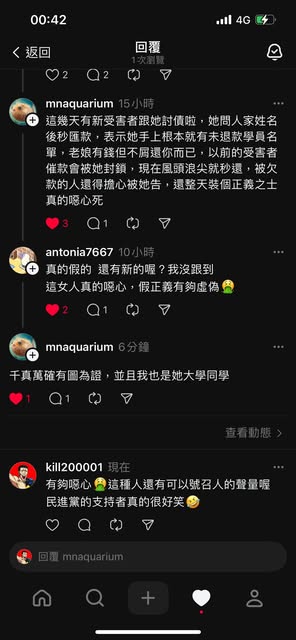 00:42
4G
返回
回覆
1次瀏覽
2
2
mnaquarium 15小時
這幾天有新受害者跟她討債啦，她問人家姓名
後秒匯款，表示她手上根本就有未退款學員名
單，老娘有錢但不屑還你而已，以前的受害者
催款會被她封鎖，現在風頭浪尖就秒還，被欠
款的人還得擔心被她告，還整天裝個正義之士
真的噁心死
3
1
antonia7667 10小時
真的假的 還有新的喔？我沒跟到
這女人真的噁心，假正義有夠虛偽🤮
2
1
mnaquarium 6分鐘
千真萬確有圖為證，並且我也是她大學同學
1
1
查看動態
kill200001 現在
有夠噁心🤮這種人還有可以號召人的聲量喔
民進黨的支持者真的很好笑🤣
回覆 mnaquarium